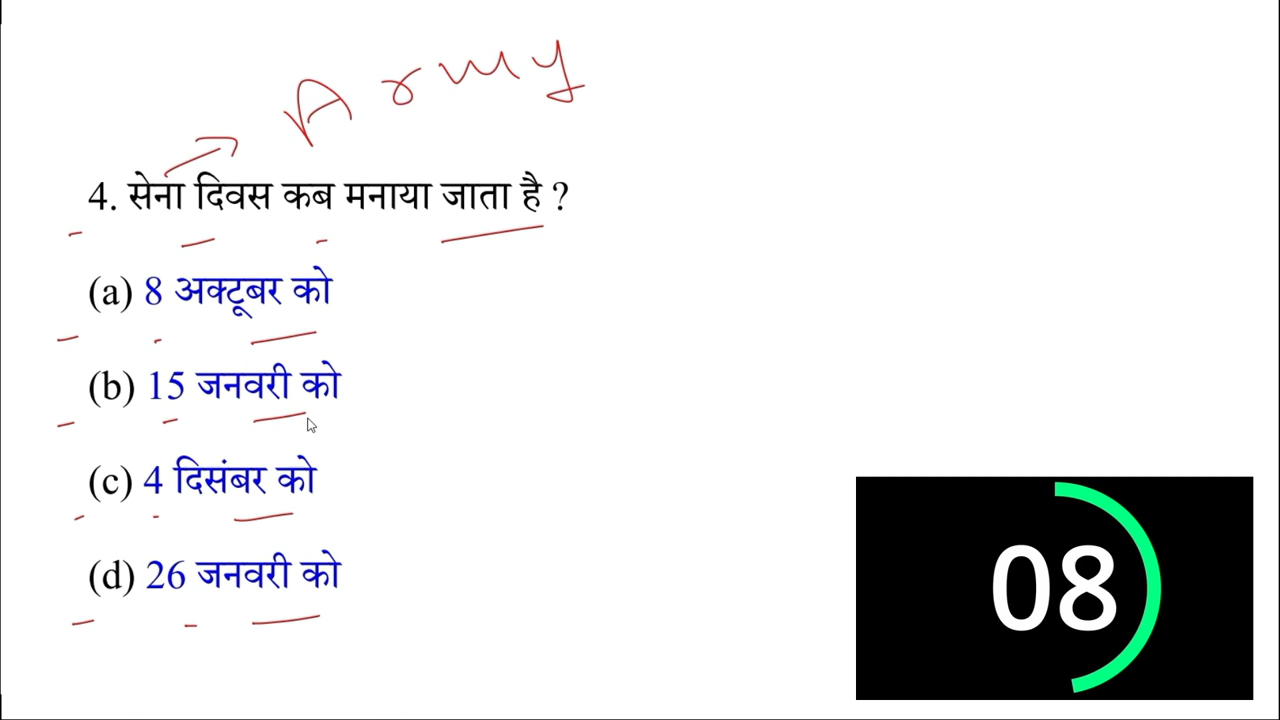 Army
4. सेना दिवस कब मनाया जाता है ?
(a) 8 अक्टूबर को
(b) 15 जनवरी को
(c) 4 दिसंबर को
(d) 26 जनवरी को
08